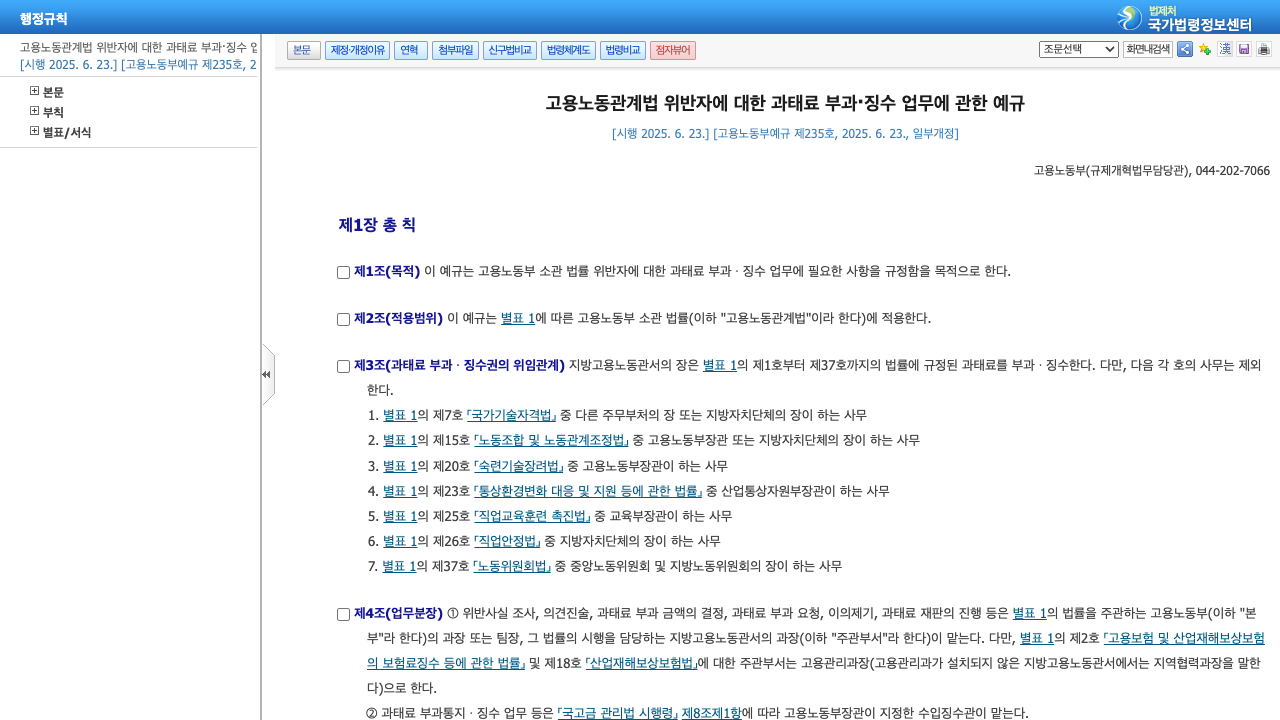 행정규칙
법제처
국가법령정보센터
고용노동관계법 위반자에 대한 과태료 부과·징수 업
[시행 2025. 6. 23.] [고용노동부예규 제235호, 2
본문
부칙
별표/서식
본문 제정·개정이유 연혁 첨부파일 신구법비교 법령체계도 법령비교 점자뷰어
조문선택 화면내검색
고용노동관계법 위반자에 대한 과태료 부과·징수 업무에 관한 예규
[시행 2025. 6. 23.] [고용노동부예규 제235호, 2025. 6. 23., 일부개정]
고용노동부(규제개혁법무담당관), 044-202-7066
제1장 총 칙
제1조(목적) 이 예규는 고용노동부 소관 법률 위반자에 대한 과태료 부과ㆍ징수 업무에 필요한 사항을 규정함을 목적으로 한다.
제2조(적용범위) 이 예규는 별표 1에 따른 고용노동부 소관 법률(이하 "고용노동관계법"이라 한다)에 적용한다.
제3조(과태료 부과ㆍ징수권의 위임관계) 지방고용노동관서의 장은 별표 1의 제1호부터 제37호까지의 법률에 규정된 과태료를 부과ㆍ징수한다. 다만, 다음 각 호의 사무는 제외
한다.
1. 별표 1의 제7호 「국가기술자격법」 중 다른 주무부처의 장 또는 지방자치단체의 장이 하는 사무
2. 별표 1의 제15호 「노동조합 및 노동관계조정법」 중 고용노동부장관 또는 지방자치단체의 장이 하는 사무
3. 별표 1의 제20호 「숙련기술장려법」 중 고용노동부장관이 하는 사무
4. 별표 1의 제23호 「통상환경변화 대응 및 지원 등에 관한 법률」 중 산업통상자원부장관이 하는 사무
5. 별표 1의 제25호 「직업교육훈련 촉진법」 중 교육부장관이 하는 사무
6. 별표 1의 제26호 「직업안정법」 중 지방자치단체의 장이 하는 사무
7. 별표 1의 제37호 「노동위원회법」 중 중앙노동위원회 및 지방노동위원회의 장이 하는 사무
제4조(업무분장) ① 위반사실 조사, 의견진술, 과태료 부과 금액의 결정, 과태료 부과 요청, 이의제기, 과태료 재판의 진행 등은 별표 1의 법률을 주관하는 고용노동부(이하 "본
부"라 한다)의 과장 또는 팀장, 그 법률의 시행을 담당하는 지방고용노동관서의 과장(이하 "주관부서"라 한다)이 맡는다. 다만, 별표 1의 제2호 「고용보험 및 산업재해보상보험
의 보험료징수 등에 관한 법률」 및 제18호 「산업재해보상보험법」에 대한 주관부서는 고용관리과장(고용관리과가 설치되지 않은 지방고용노동관서에서는 지역협력과장을 말한
다)으로 한다.
② 과태료 부과통지ㆍ징수 업무 등은 「국고금 관리법 시행령」 제8조제1항에 따라 고용노동부장관이 지정한 수입징수관이 맡는다.